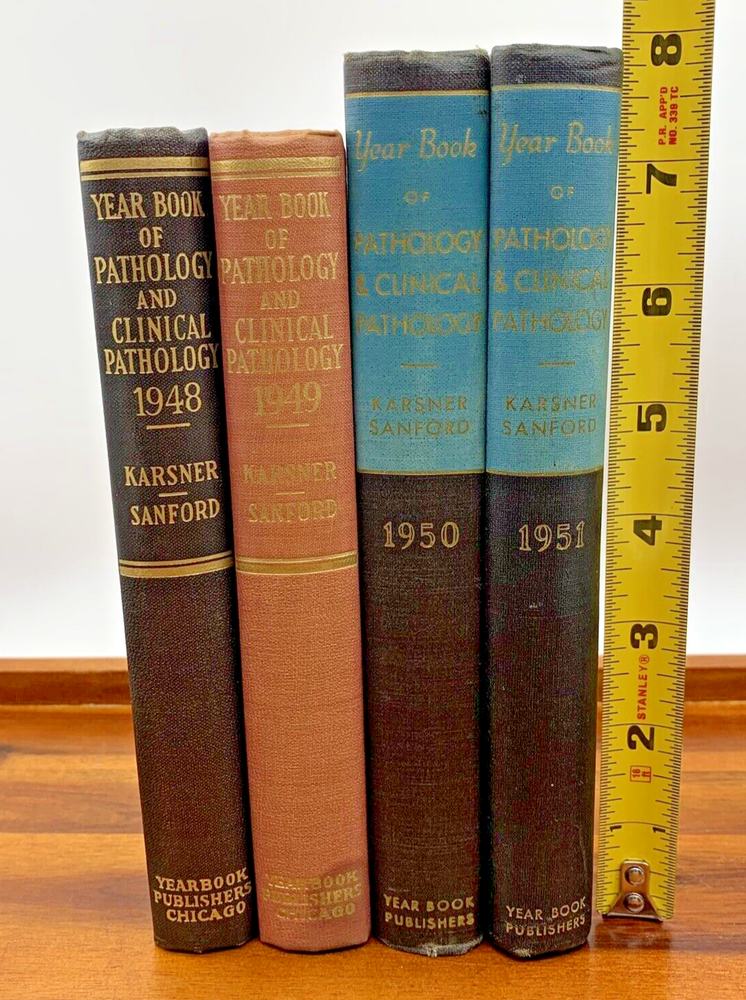 YEAR BOOK
OF
PATHOLOGY
AND
CLINICAL
PATHOLOGY
1948
KARSNER
SANFORD
YEARBOOK
PUBLISHERS
CHICAGO
YEAR BOOK
OF
PATHOLOGY
AND
CLINICAL
PATHOLOGY
1949
KARSNER
SANFORD
YEARBOOK
PUBLISHERS
CHICAGO
Year Book
OF
PATHOLOGY
& CLINICAL
PATHOLOGY
KARSNER
SANFORD
1950
YEAR BOOK
PUBLISHERS
Year Book
OF
PATHOLOGY
& CLINICAL
PATHOLOGY
KARSNER
SANFORD
1951
YEAR BOOK
PUBLISHERS
8
P.R. APP'D
NO. 339 TC
7
6
5
4
3
STANLEY®
2
16 ft
1 1